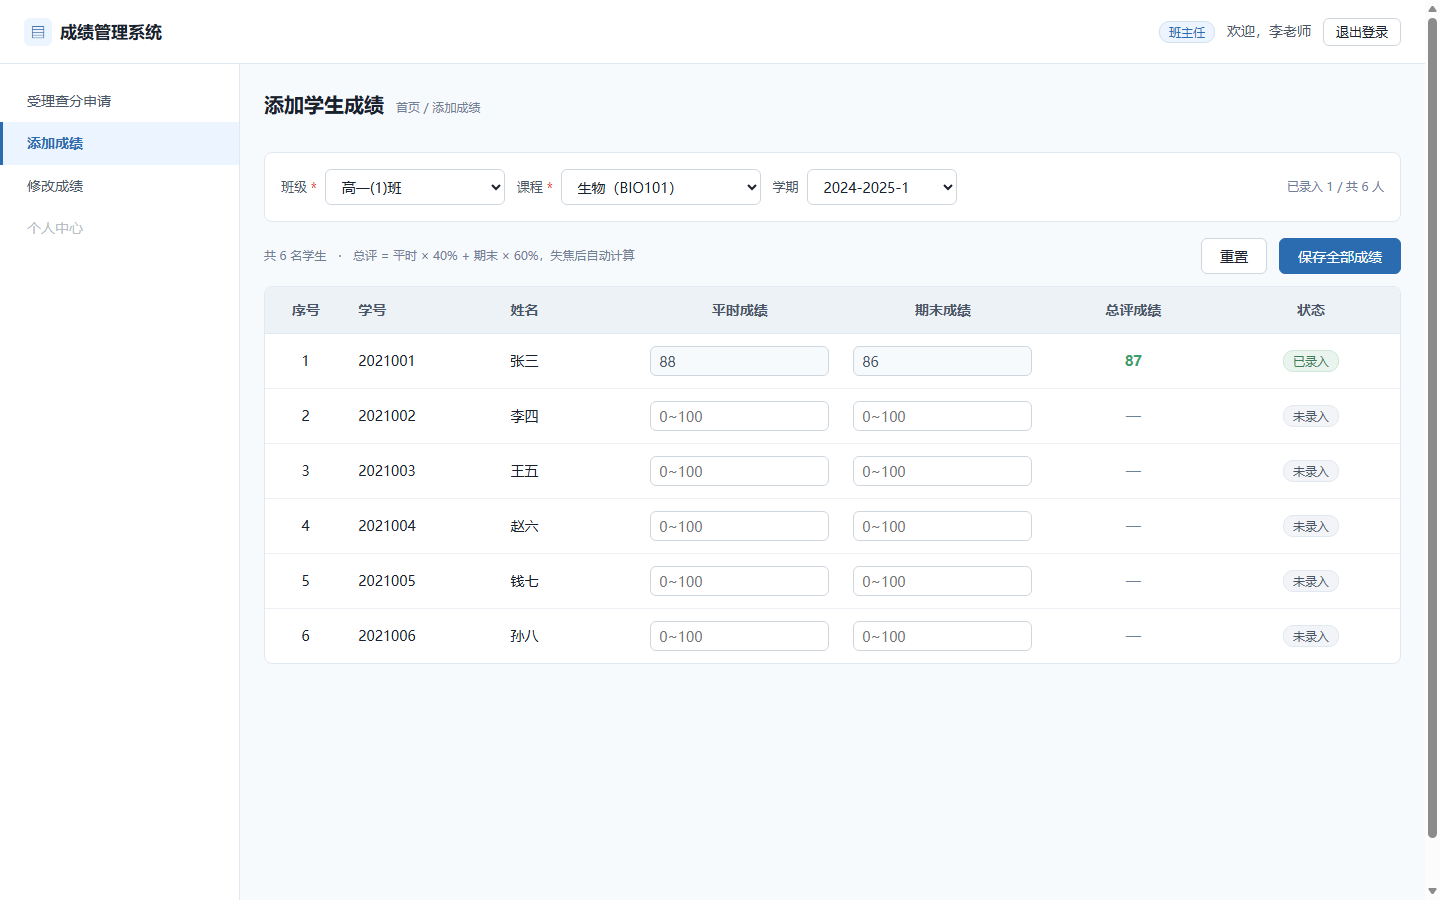 成绩管理系统
班主任 欢迎，李老师 退出登录
受理查分申请
添加成绩
修改成绩
个人中心
添加学生成绩 首页 / 添加成绩
班级 * 高一(1)班 课程 * 生物（BIO101） 学期 2024-2025-1 已录入 1 / 共 6 人
共 6 名学生 · 总评 = 平时 × 40% + 期末 × 60%，失焦后自动计算 重置 保存全部成绩
序号 学号 姓名 平时成绩 期末成绩 总评成绩 状态
1 2021001 张三 88 86 87 已录入
2 2021002 李四 0~100 0~100 — 未录入
3 2021003 王五 0~100 0~100 — 未录入
4 2021004 赵六 0~100 0~100 — 未录入
5 2021005 钱七 0~100 0~100 — 未录入
6 2021006 孙八 0~100 0~100 — 未录入